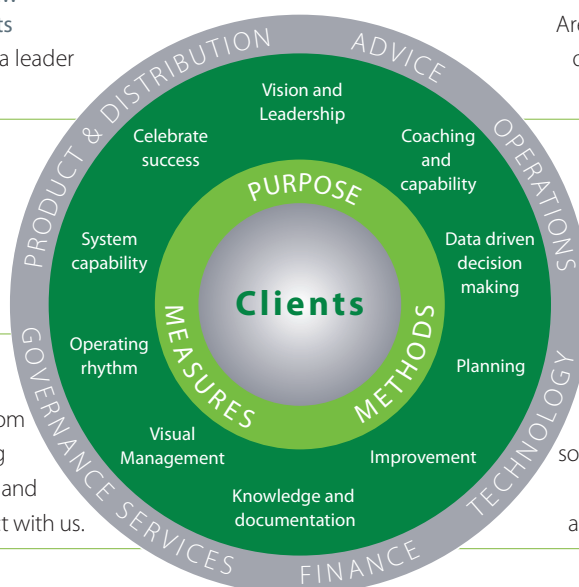 ts
a leader
Are
PRODUCT & DISTRIBUTION
ADVICE
OPERATIONS
TECHNOLOGY
FINANCE
GOVERNANCE SERVICES
Vision and
Leadership
Coaching
and
capability
Data driven
decision
making
Planning
Improvement
Knowledge and
documentation
Visual
Management
Operating
rhythm
System
capability
Celebrate
success
PURPOSE
METHODS
MEASURES
Clients
om
g
and
t with us.
so
a